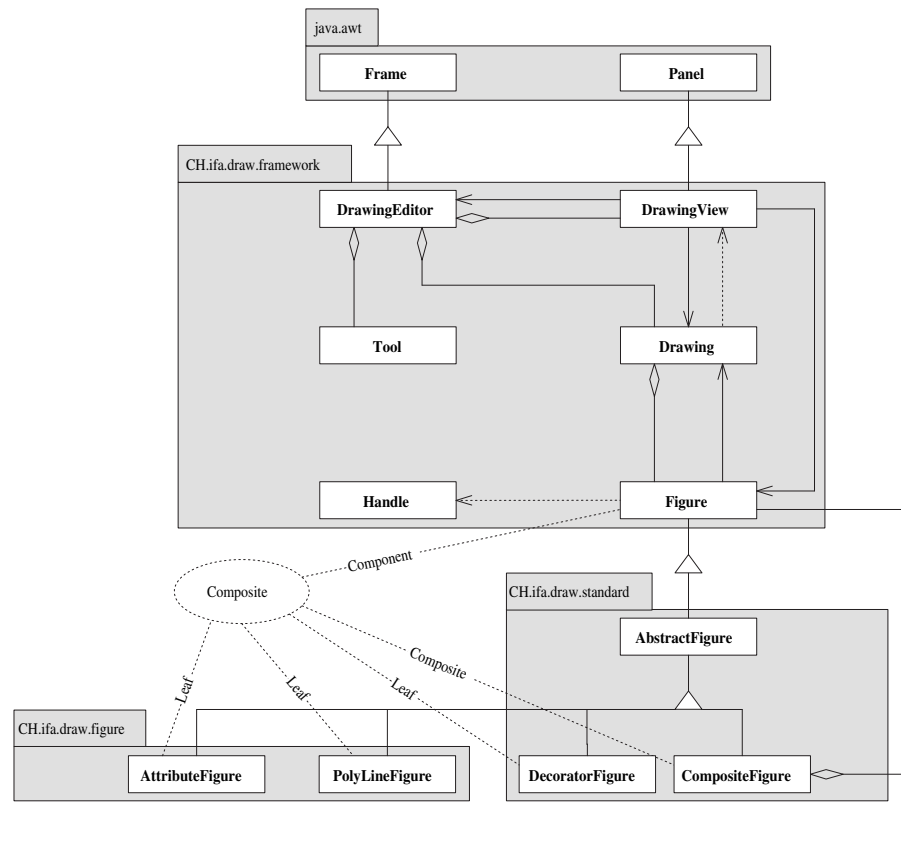 java.awt
Frame
Panel
CH.ifa.draw.framework
DrawingEditor
DrawingView
Tool
Drawing
Handle
Figure
Component
Composite
CH.ifa.draw.standard
AbstractFigure
Composite
Leaf
Leaf
Leaf
CH.ifa.draw.figure
AttributeFigure
PolyLineFigure
DecoratorFigure
CompositeFigure